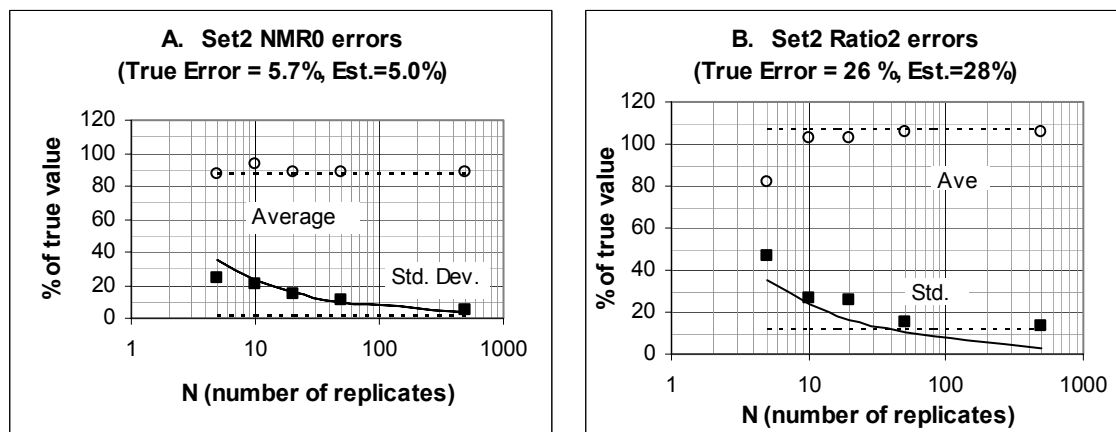 A. Set2 NMR0 errors
(True Error = 5.7%, Est.=5.0%)
% of true value
120
100
80
60
40
20
0
Average
Std. Dev.
1
10
100
1000
N (number of replicates)
B. Set2 Ratio2 errors
(True Error = 26 %, Est.=28%)
% of true value
120
100
80
60
40
20
0
Ave
Std.
1
10
100
1000
N (number of replicates)